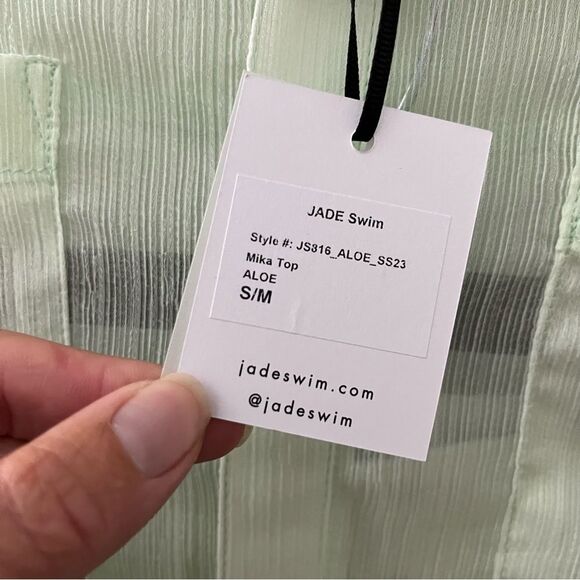 JADE Swim
Style #: JS816_ALOE_SS23
Mika Top
ALOE
S/M
jadeswim.com
@jadeswim